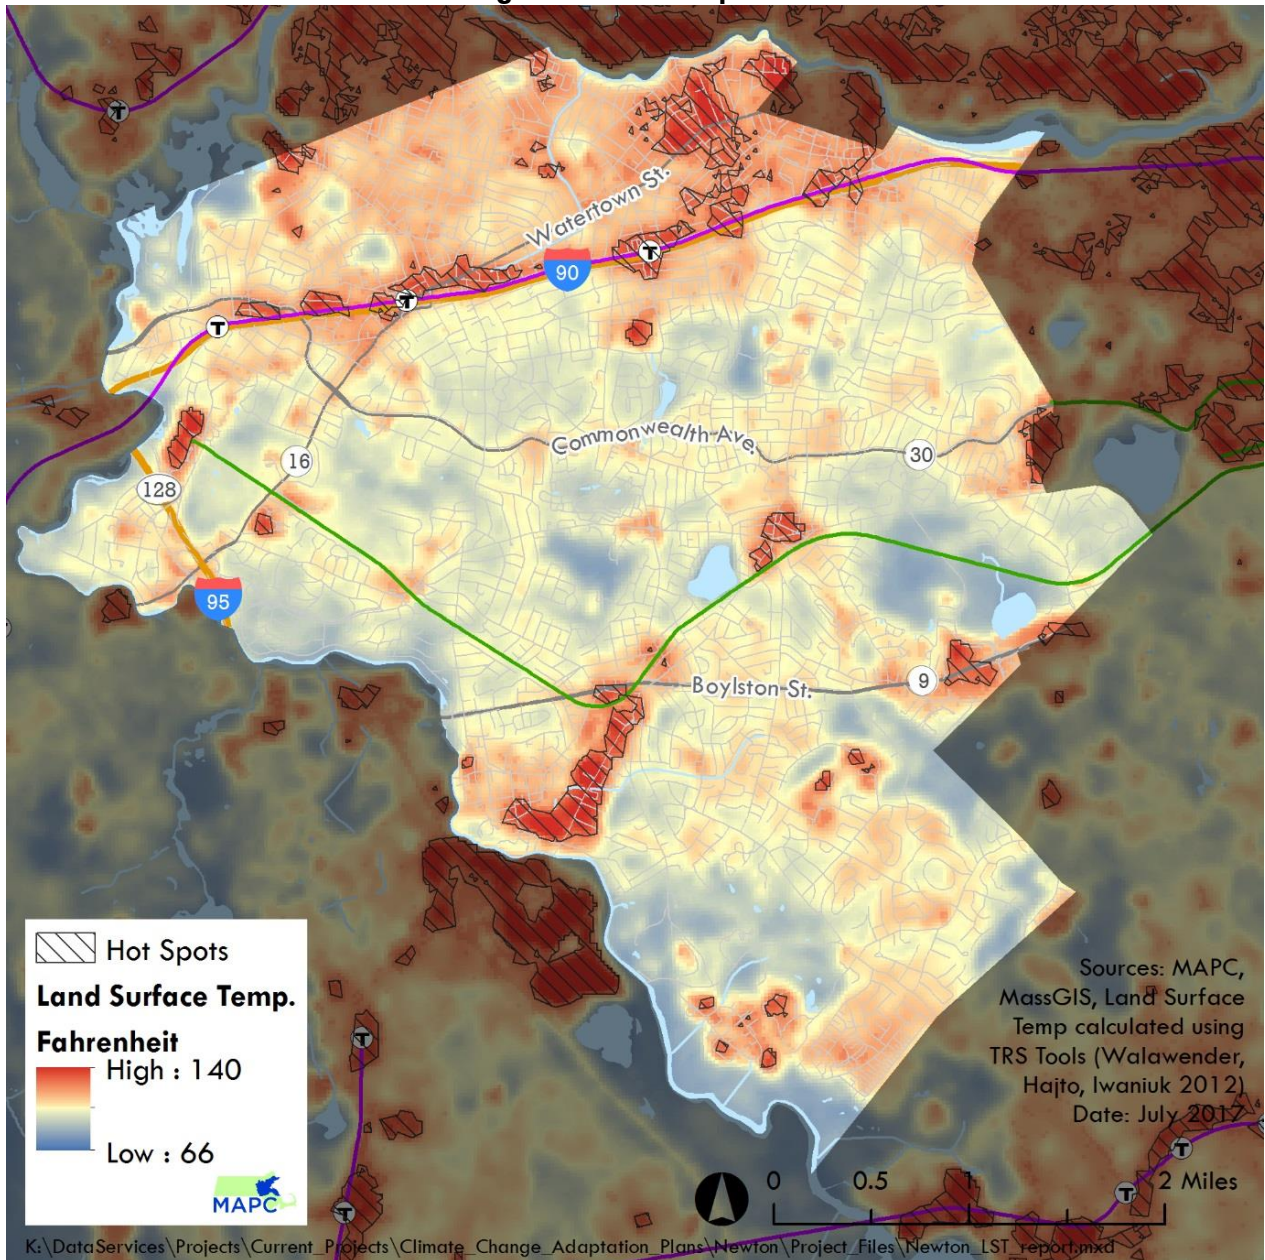 Watertown St.
90
Commonwealth Ave.
30
16
128
95
Boylston St.
9
T
T
T
T
T
T
T
T
Hot Spots
Land Surface Temp.
Fahrenheit
High : 140
Low : 66
MAPC
Sources: MAPC,
MassGIS, Land Surface
Temp calculated using
TRS Tools (Walawender,
Hajto, Iwaniuk 2012)
Date: July 2017
0 0.5 1 2 Miles
K:\DataServices\Projects\Current_Projects\Climate_Change_Adaptation_Plans\Newton\Project_Files\Newton_LST_report.mxd